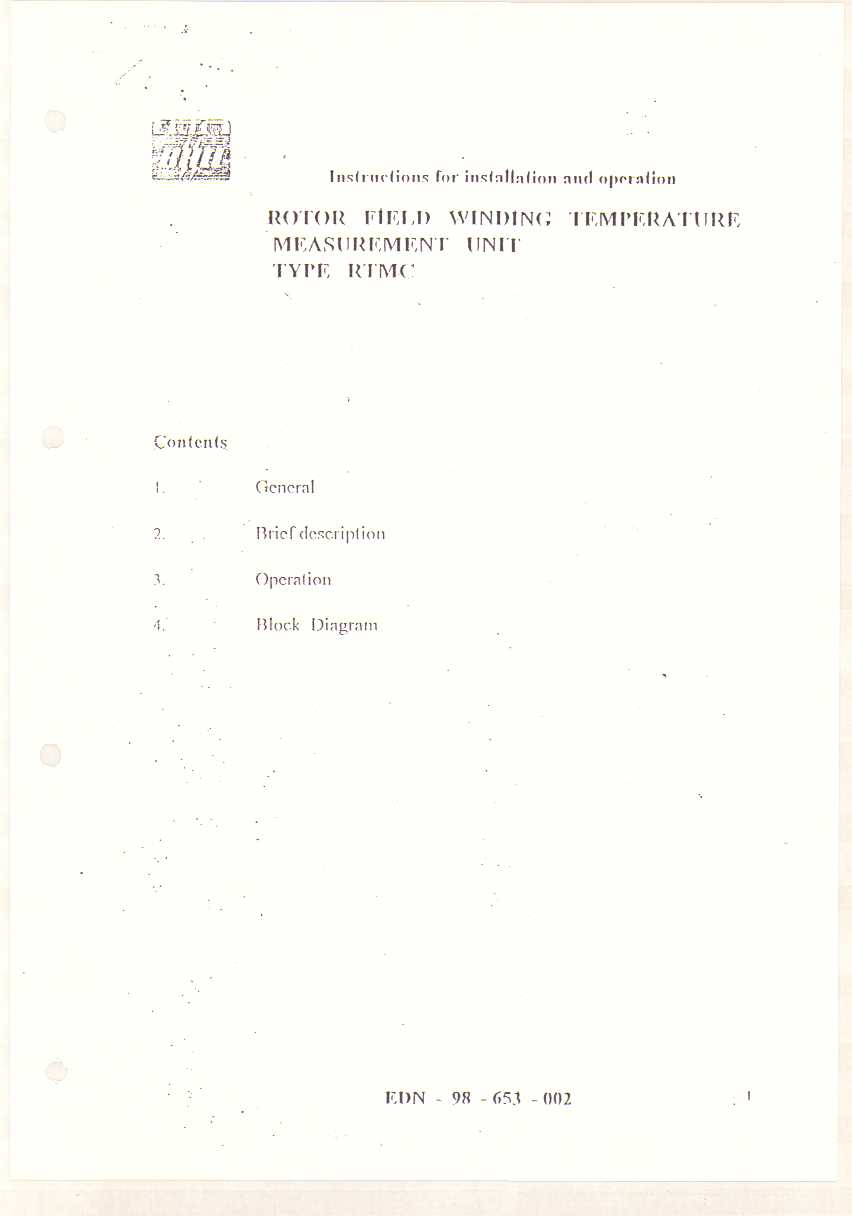 Instructions for installation and operation
ROTOR FIELD WINDING TEMPERATURE
MEASUREMENT UNIT
TYPE RTMC
Contents
1. General
2. Brief description
3. Operation
4. Block Diagram
EDN - 98 - 653 - 002 1